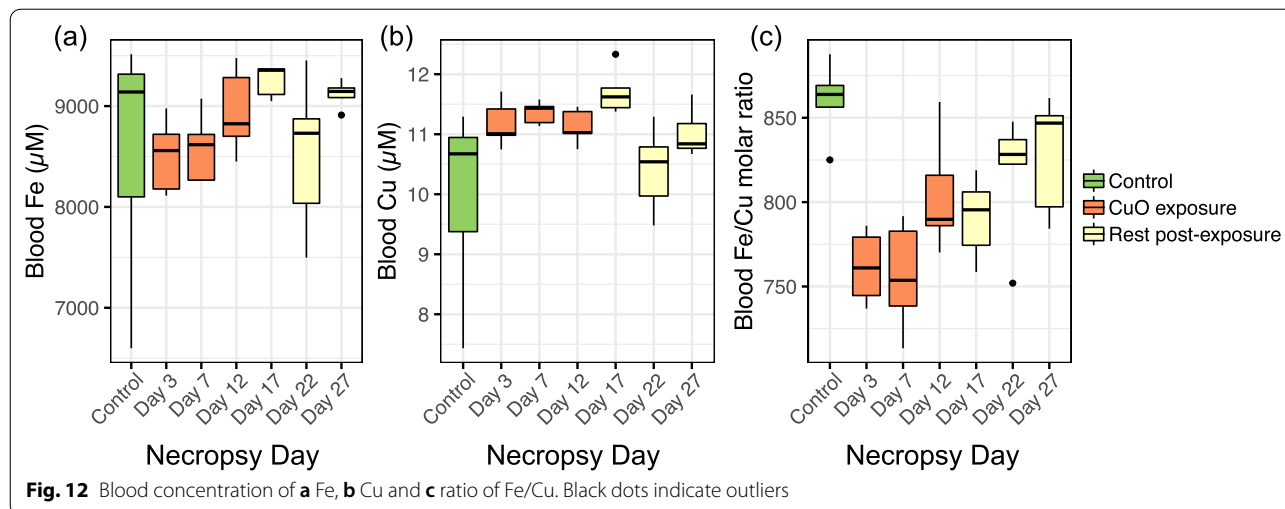 (a)
Blood Fe (µM)
9000
8000
7000
Control
Day 3
Day 7
Day 12
Day 17
Day 22
Day 27
Necropsy Day
(b)
Blood Cu (µM)
12
11
10
9
8
Control
Day 3
Day 7
Day 12
Day 17
Day 22
Day 27
Necropsy Day
(c)
Blood Fe/Cu molar ratio
850
800
750
Control
Day 3
Day 7
Day 12
Day 17
Day 22
Day 27
Necropsy Day
Control
CuO exposure
Rest post-exposure
Fig. 12 Blood concentration of a Fe, b Cu and c ratio of Fe/Cu. Black dots indicate outliers